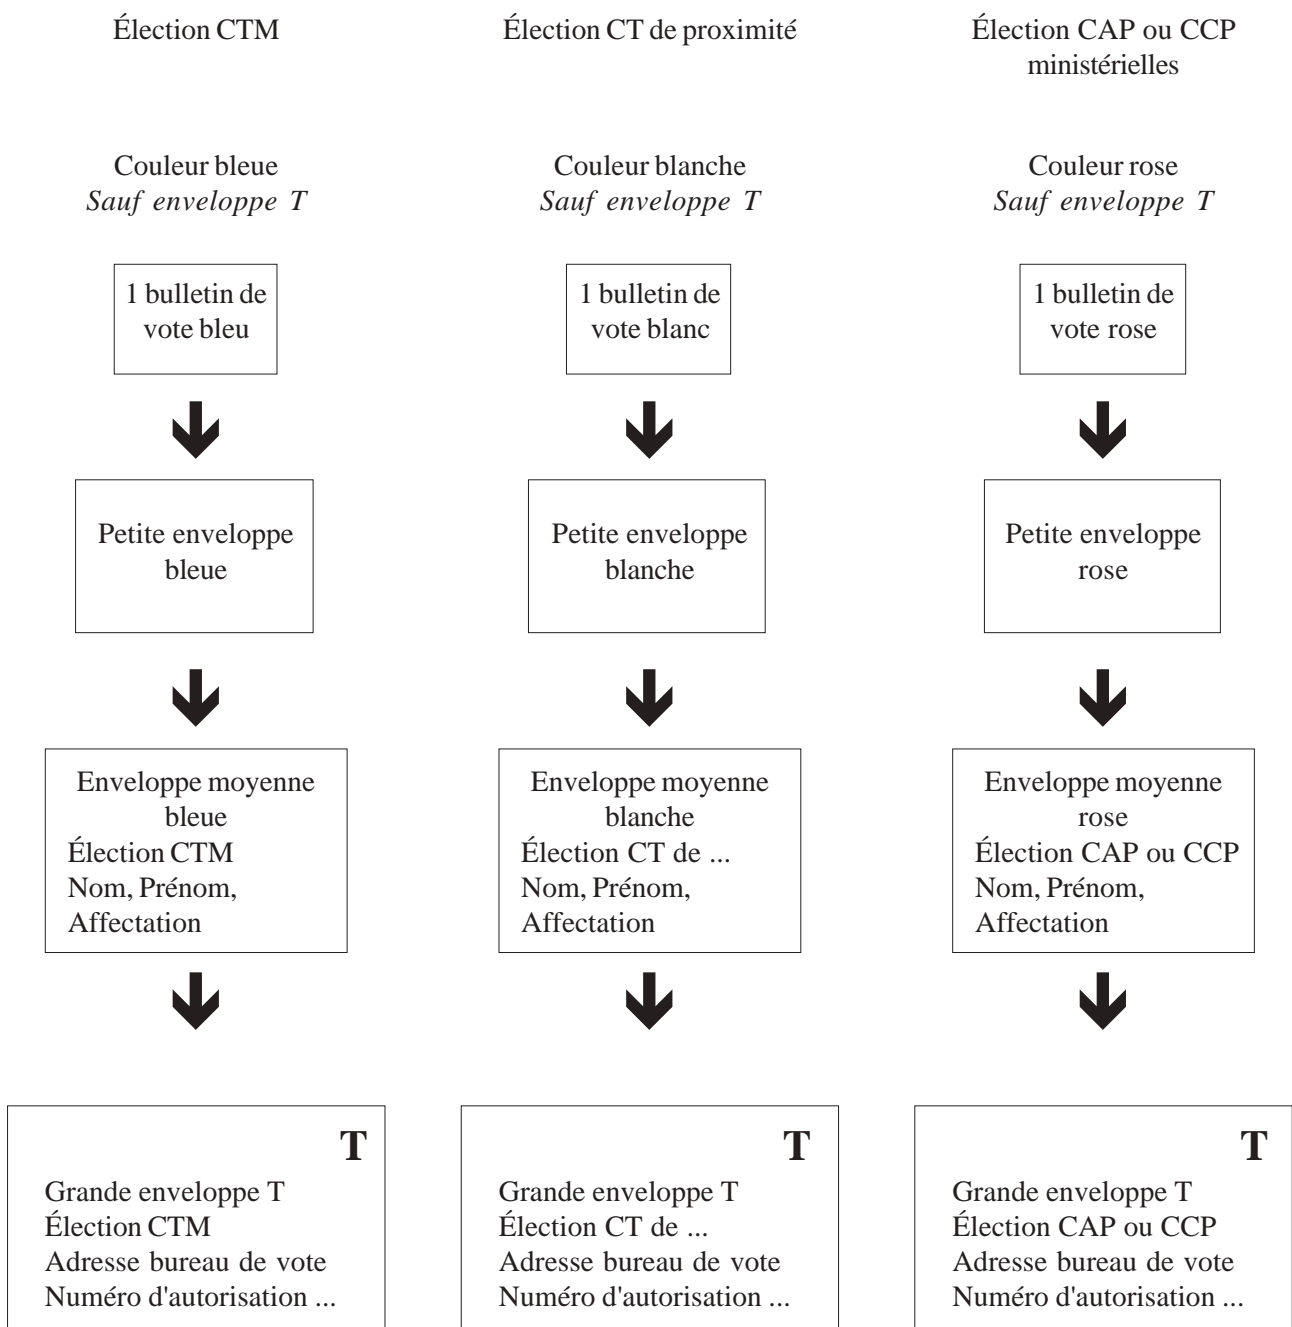 Élection CTM
Couleur bleue
Sauf enveloppe T
1 bulletin de
vote bleu
Petite enveloppe
bleue
Enveloppe moyenne
bleue
Élection CTM
Nom, Prénom,
Affectation
T
Grande enveloppe T
Élection CTM
Adresse bureau de vote
Numéro d'autorisation ...
Élection CT de proximité
Couleur blanche
Sauf enveloppe T
1 bulletin de
vote blanc
Petite enveloppe
blanche
Enveloppe moyenne
blanche
Élection CT de ...
Nom, Prénom,
Affectation
T
Grande enveloppe T
Élection CT de ...
Adresse bureau de vote
Numéro d'autorisation ...
Élection CAP ou CCP
ministérielles
Couleur rose
Sauf enveloppe T
1 bulletin de
vote rose
Petite enveloppe
rose
Enveloppe moyenne
rose
Élection CAP ou CCP
Nom, Prénom,
Affectation
T
Grande enveloppe T
Élection CAP ou CCP
Adresse bureau de vote
Numéro d'autorisation ...